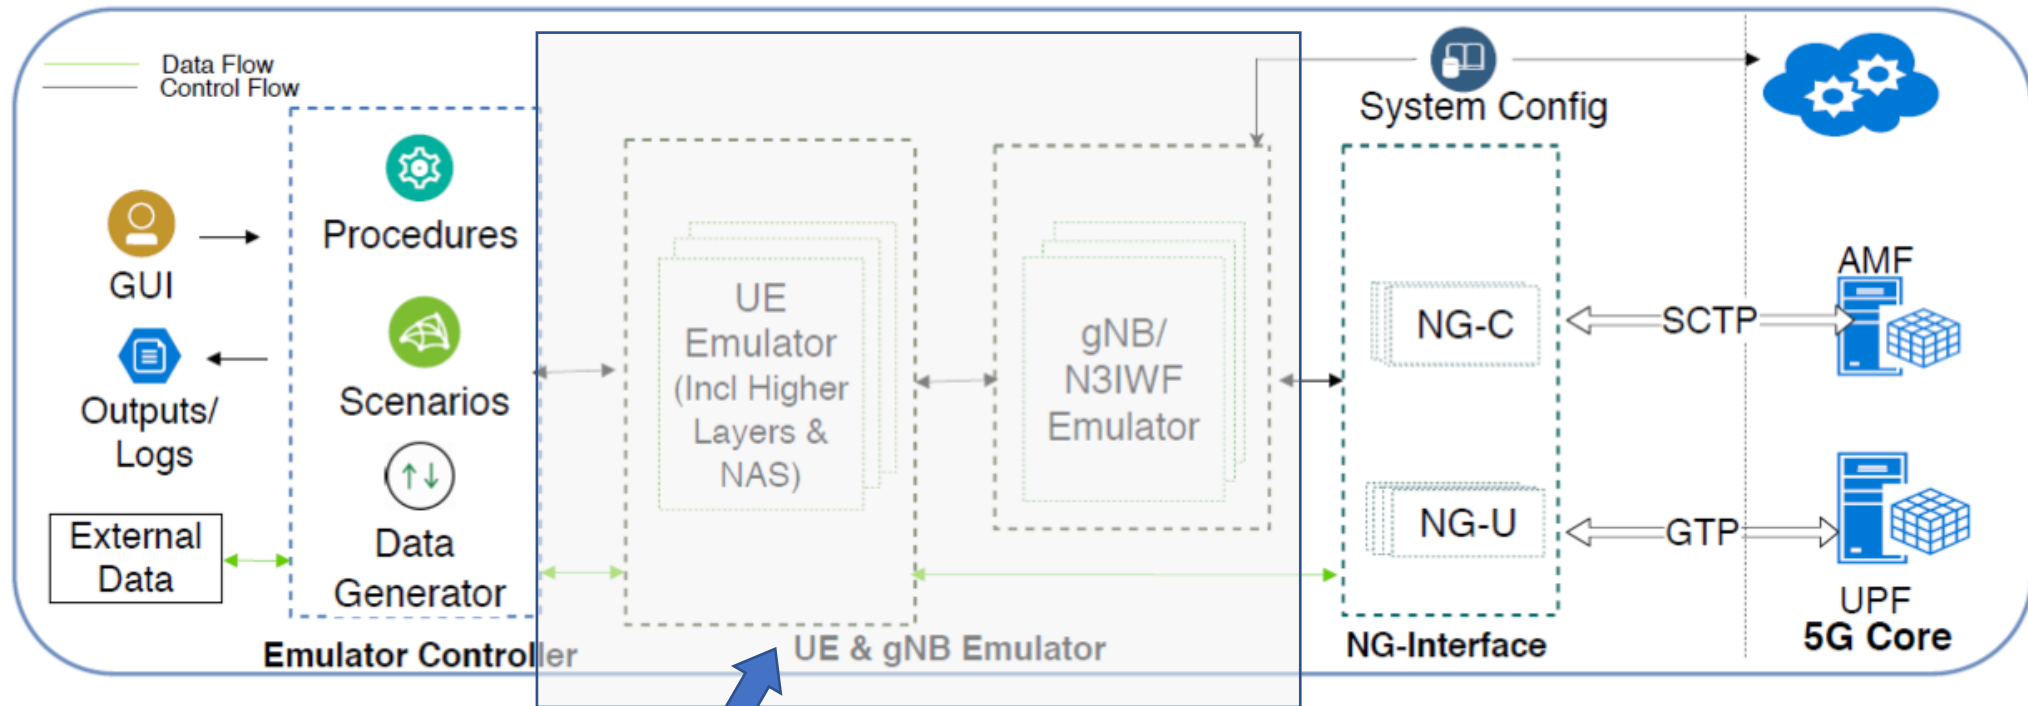 Data Flow
Control Flow
System Config
GUI
Outputs/
Logs
External
Data
Procedures
Scenarios
Data
Generator
Emulator Controller
UE
Emulator
(Incl Higher
Layers &
NAS)
gNB/
N3IWF
Emulator
UE & gNB Emulator
NG-C
NG-U
NG-Interface
SCTP
GTP
AMF
UPF
5G Core